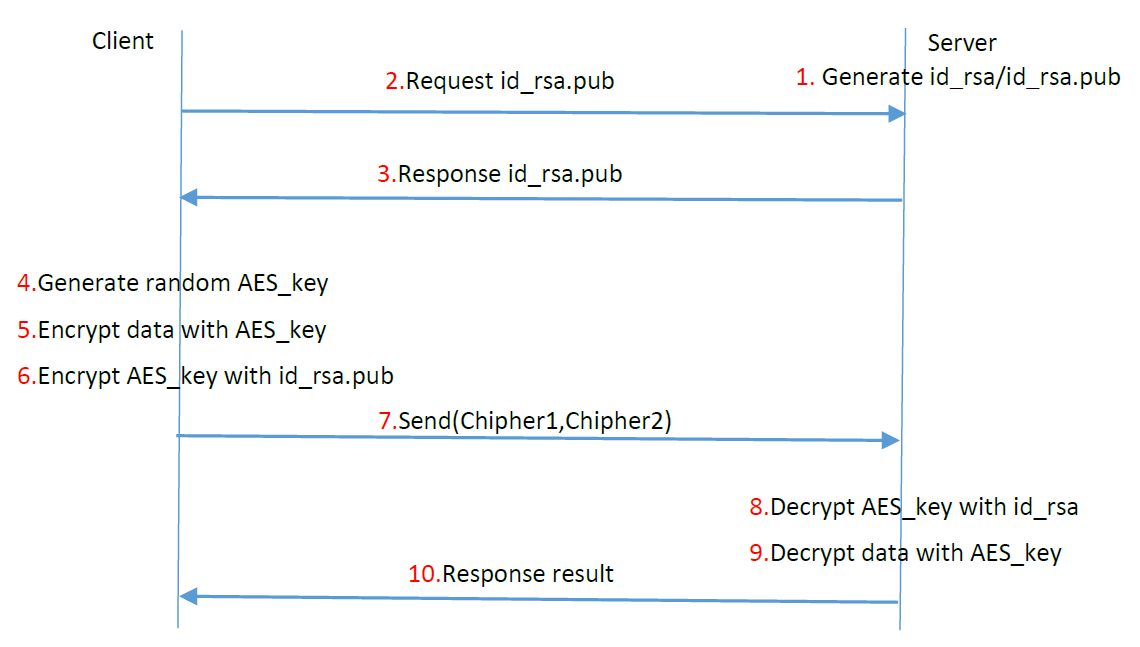 Client
Server
1. Generate id_rsa/id_rsa.pub
2.Request id_rsa.pub
3.Response id_rsa.pub
4.Generate random AES_key
5.Encrypt data with AES_key
6.Encrypt AES_key with id_rsa.pub
7.Send(Chipher1,Chipher2)
8.Decrypt AES_key with id_rsa
9.Decrypt data with AES_key
10.Response result